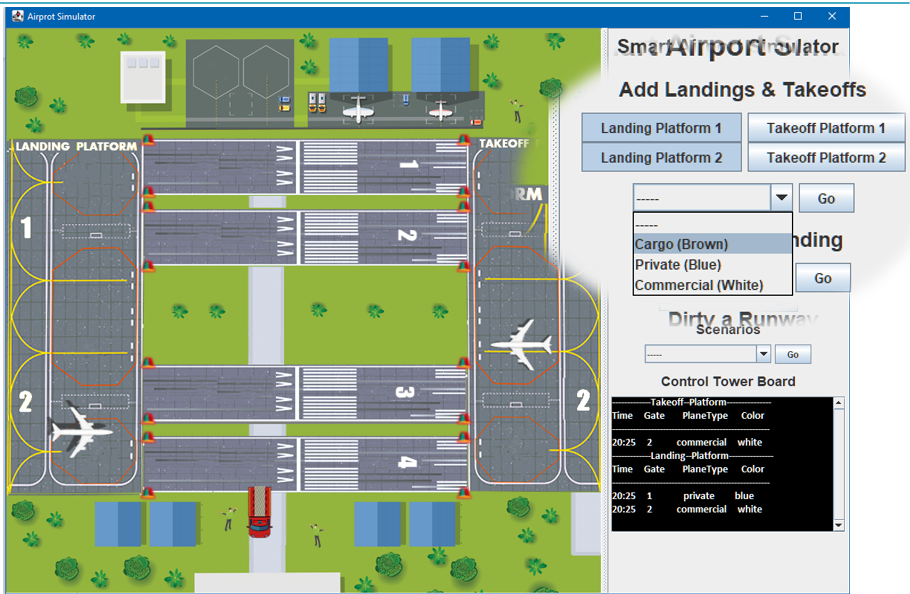 Airprot Simulator
LANDING PLATFORM
TAKEOFF
RM
1
2
1
2
3
4
2
2
Smart Airport Simulator
Add Landings & Takeoffs
Landing Platform 1
Takeoff Platform 1
Landing Platform 2
Takeoff Platform 2
-----
Go
-----
Cargo (Brown)
Private (Blue)
Commercial (White)
nding
Go
Dirty a Runway
Scenarios
-----
Go
Control Tower Board
---------------Takeoff--Platform-----------------
Time Gate PlaneType Color
------------------------------------------------------------
20:25 2 commercial white
---------------Landing--Platform-----------------
Time Gate PlaneType Color
------------------------------------------------------------
20:25 1 private blue
20:25 2 commercial white